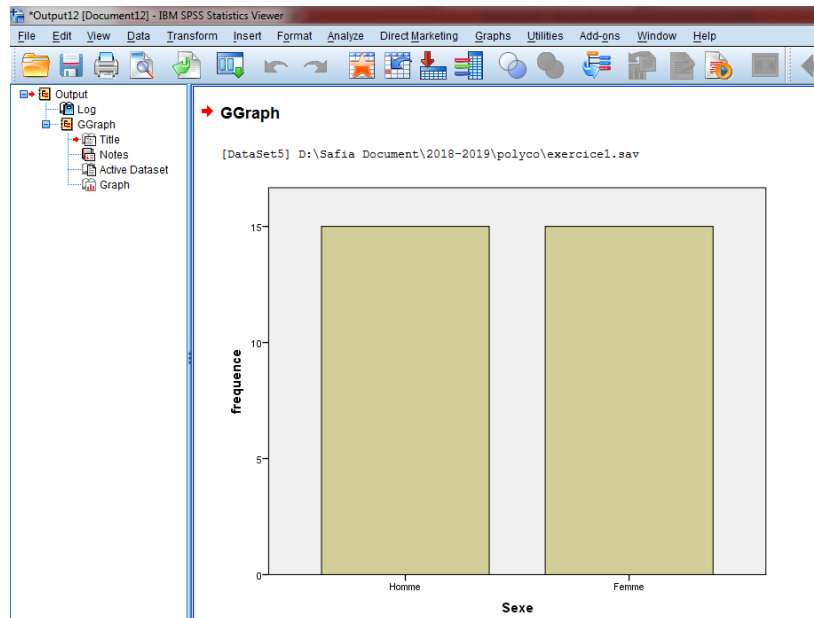 *Output12 [Document12] - IBM SPSS Statistics Viewer
File Edit View Data Transform Insert Format Analyze Direct Marketing Graphs Utilities Add-ons Window Help
Output
Log
GGraph
Title
Notes
Active Dataset
Graph
GGraph
[DataSet5] D:\Safia Document\2018-2019\polyco\exercice1.sav
15
10
5
0
frequence
Homme Femme
Sexe